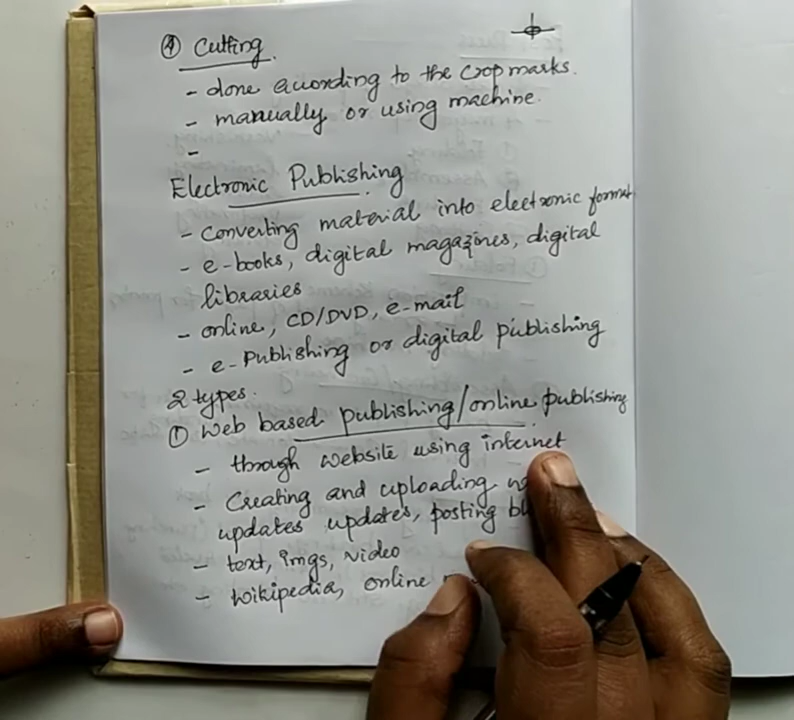 ④ Cutting.
- done according to the cropmarks.
- manually or using machine.
-
Electronic Publishing
- Converting material into electronic format
- e-books, digital magazines, digital
libraries
- online, CD/DVD, e-mail
- e-Publishing or digital publishing
2 types.
① Web based publishing/online publishing
- through website using internet
- Creating and uploading
updates updates, posting
- text, imgs, video
- Wikipedia, online